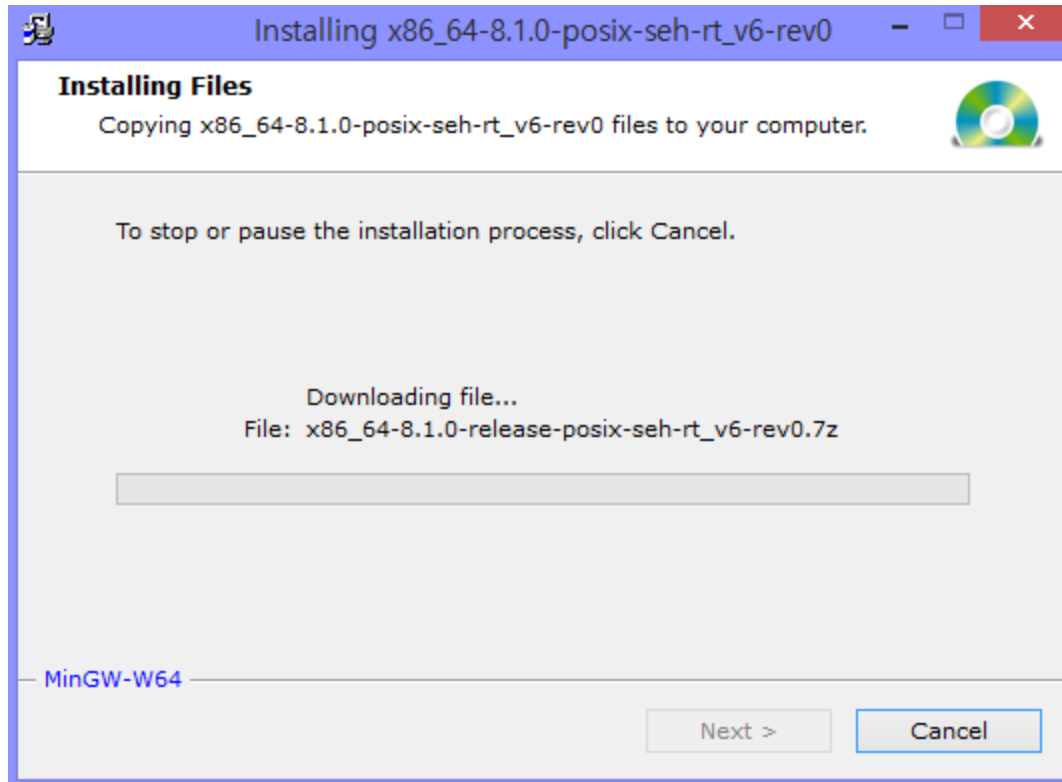 Installing x86_64-8.1.0-posix-seh-rt_v6-rev0
Installing Files
Copying x86_64-8.1.0-posix-seh-rt_v6-rev0 files to your computer.
To stop or pause the installation process, click Cancel.
Downloading file...
File: x86_64-8.1.0-release-posix-seh-rt_v6-rev0.7z
MinGW-W64
Next > Cancel